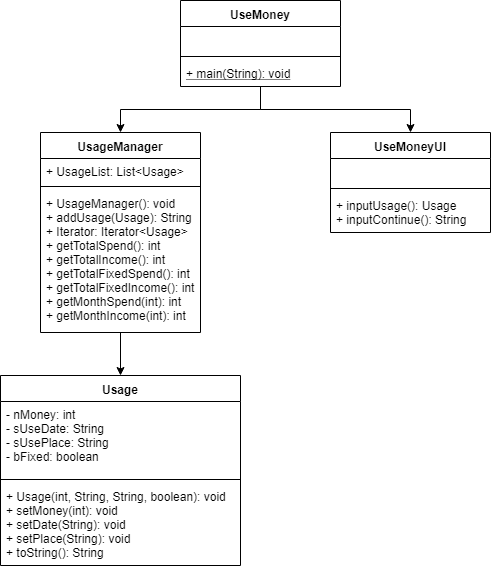 UseMoney
+ main(String): void
UsageManager
+ UsageList: List<Usage>
+ UsageManager(): void
+ addUsage(Usage): String
+ Iterator: Iterator<Usage>
+ getTotalSpend(): int
+ getTotalIncome(): int
+ getTotalFixedSpend(): int
+ getTotalFixedIncome(): int
+ getMonthSpend(int): int
+ getMonthIncome(int): int
UseMoneyUI
+ inputUsage(): Usage
+ inputContinue(): String
Usage
- nMoney: int
- sUseDate: String
- sUsePlace: String
- bFixed: boolean
+ Usage(int, String, String, boolean): void
+ setMoney(int): void
+ setDate(String): void
+ setPlace(String): void
+ toString(): String